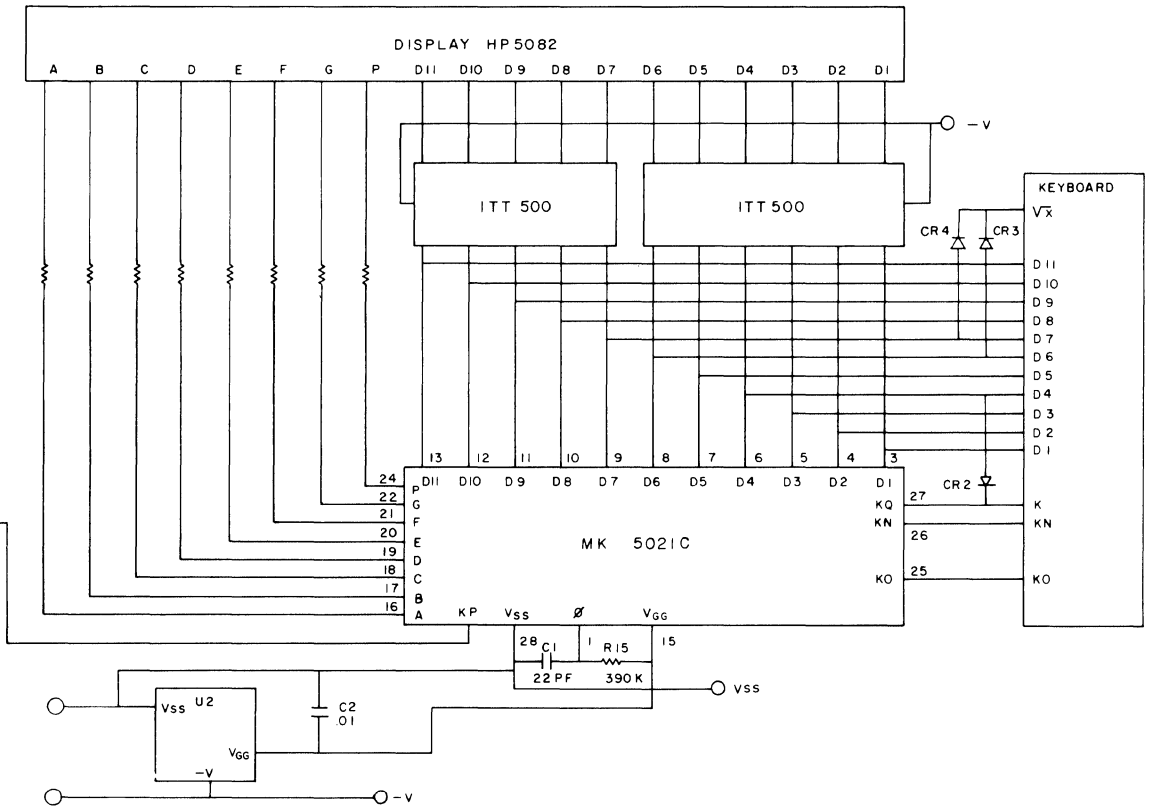 DISPLAY HP5082
A B C D E F G P D11 D10 D9 D8 D7 D6 D5 D4 D3 D2 D1
-V
ITT 500
ITT 500
KEYBOARD
√x
CR4
CR3
D11
D10
D9
D8
D7
D6
D5
D4
D3
D2
D1
13 12 11 10 9 8 7 6 5 4 3
D11 D10 D9 D8 D7 D6 D5 D4 D3 D2 D1
CR2
24 P
22 G
21 F
20 E
19 D
18 C
17 B
16 A
MK 5021C
KQ 27 K
KN 26 KN
KO 25 KO
KP VSS Ø VGG
28 C1 1 R15 15
22PF 390K
VSS
VSS U2
VGG
-V
C2
.01
-V